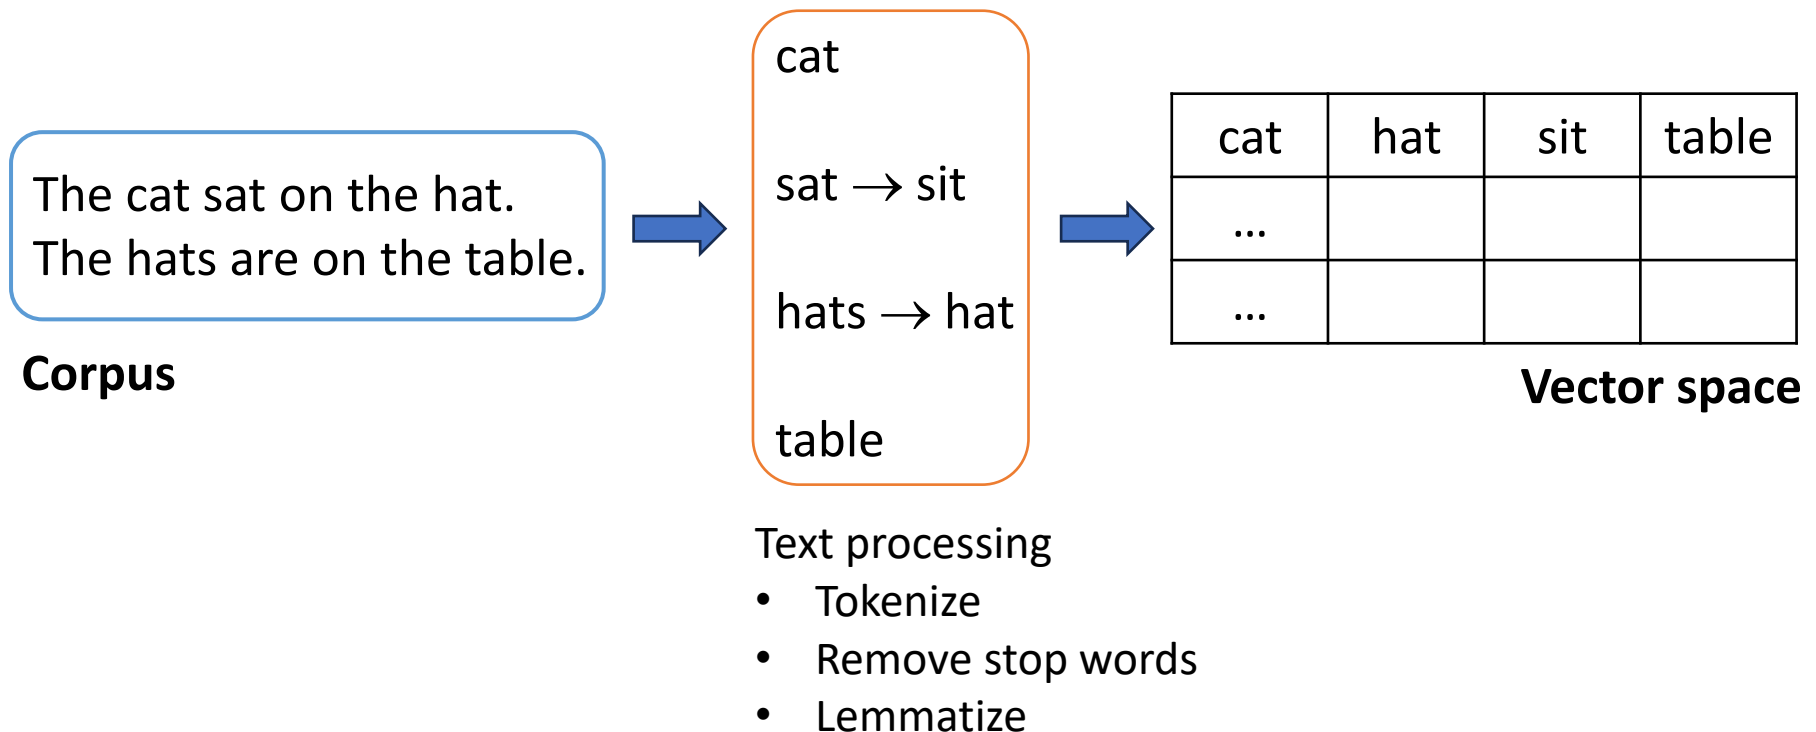 The cat sat on the hat.
The hats are on the table.
Corpus
cat
sat → sit
hats → hat
table
Text processing
• Tokenize
• Remove stop words
• Lemmatize
cat hat sit table
...
...
Vector space